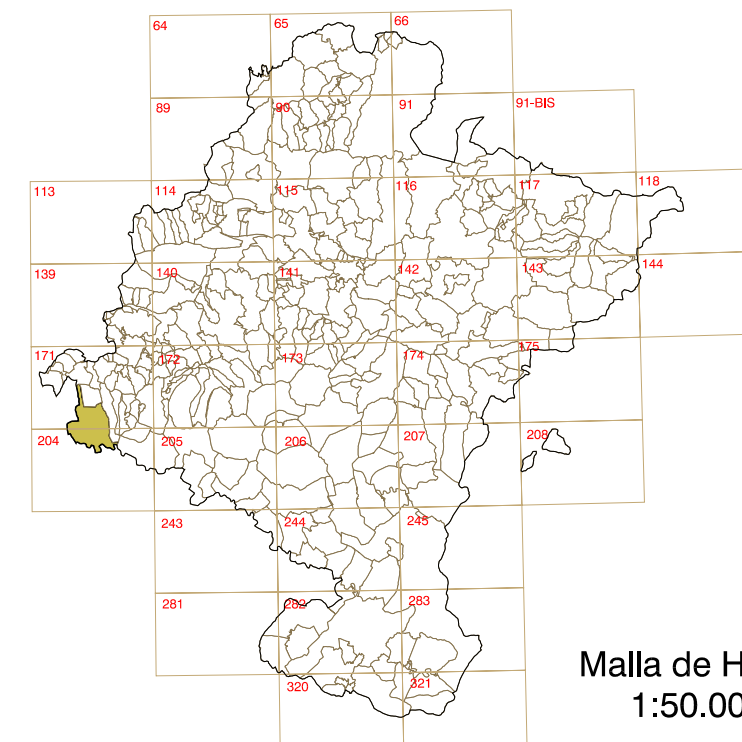 64 65 66
89 90 91 91-BIS
113 114 115 116 117 118
139 140 141 142 143 144
171 172 173 174 175
204 205 206 207 208
243 244 245
281 282 283
320 321
Malla de H
1:50.00